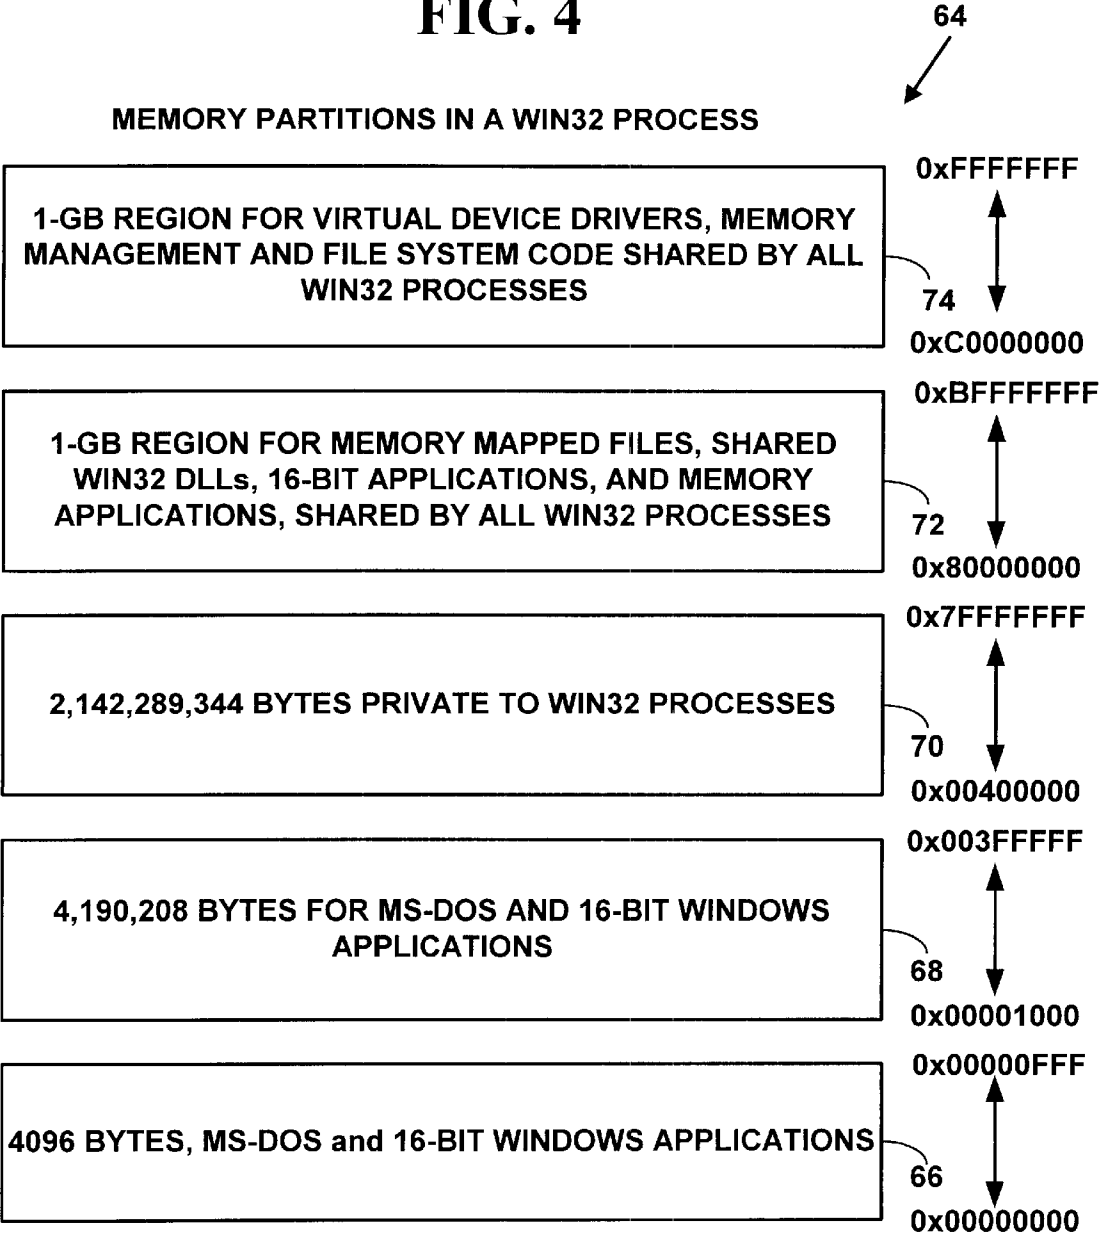 FIG. 4
64
MEMORY PARTITIONS IN A WIN32 PROCESS
0xFFFFFFF
1-GB REGION FOR VIRTUAL DEVICE DRIVERS, MEMORY
MANAGEMENT AND FILE SYSTEM CODE SHARED BY ALL
WIN32 PROCESSES
74
0xC0000000
0xBFFFFFFF
1-GB REGION FOR MEMORY MAPPED FILES, SHARED
WIN32 DLLs, 16-BIT APPLICATIONS, AND MEMORY
APPLICATIONS, SHARED BY ALL WIN32 PROCESSES
72
0x80000000
0x7FFFFFFF
2,142,289,344 BYTES PRIVATE TO WIN32 PROCESSES
70
0x00400000
0x003FFFFF
4,190,208 BYTES FOR MS-DOS AND 16-BIT WINDOWS
APPLICATIONS
68
0x00001000
0x00000FFF
4096 BYTES, MS-DOS and 16-BIT WINDOWS APPLICATIONS
66
0x00000000